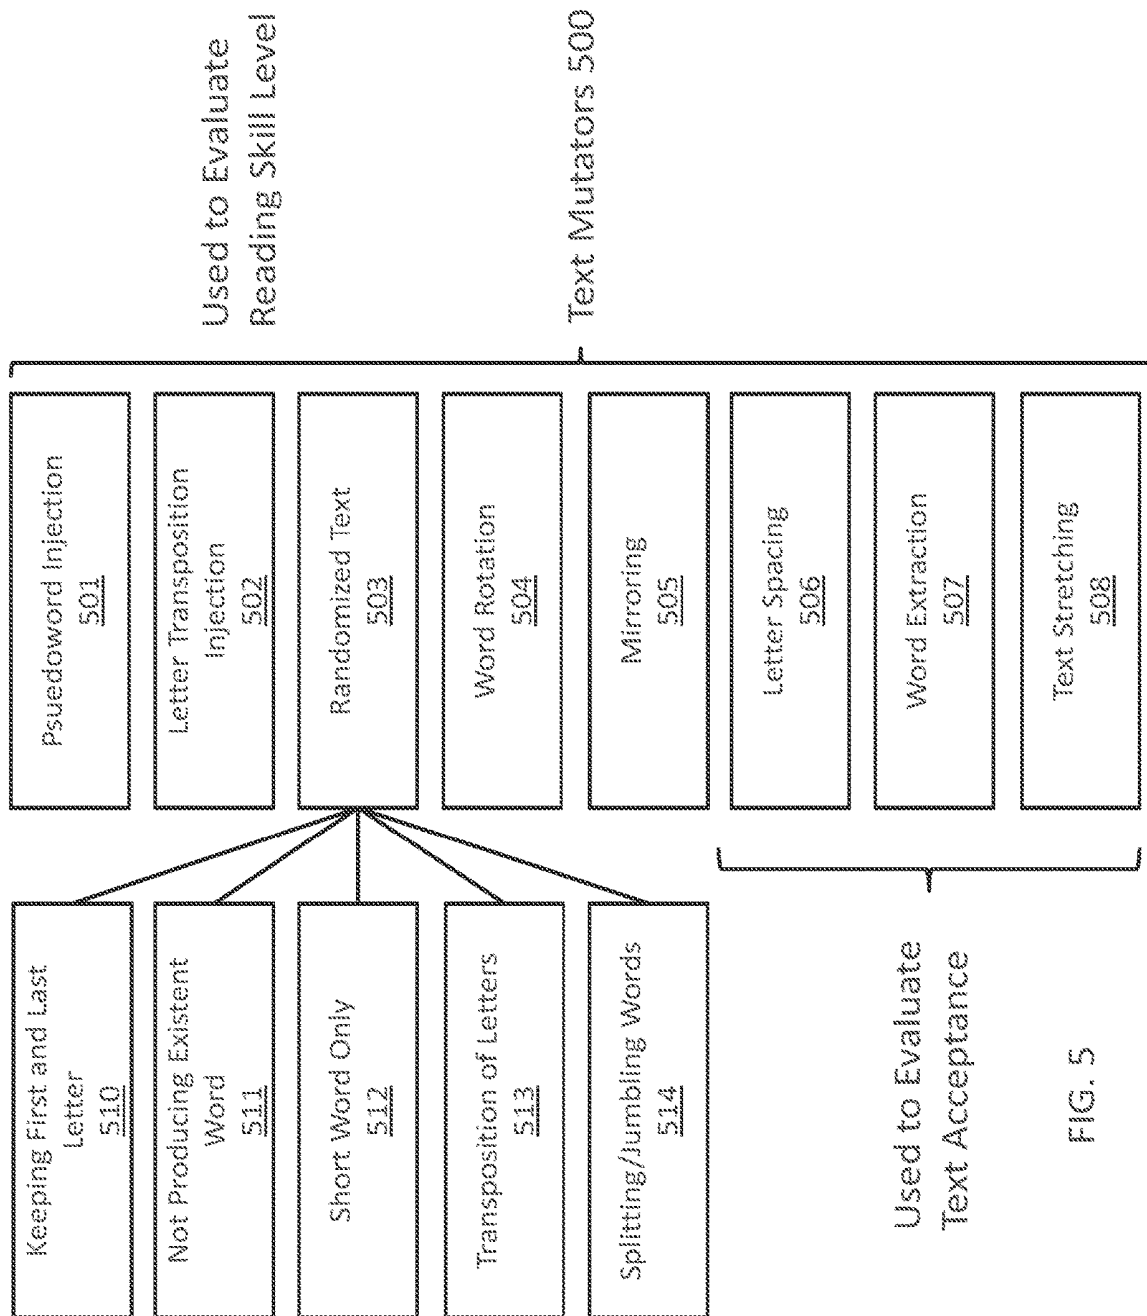 Keeping First and Last
Letter
510
Not Producing Existent
Word
511
Short Word Only
512
Transposition of Letters
513
Splitting/Jumbling Words
514
Used to Evaluate
Text Acceptance
Psuedoword Injection
501
Letter Transposition
Injection
502
Randomized Text
503
Word Rotation
504
Mirroring
505
Letter Spacing
506
Word Extraction
507
Text Stretching
508
Used to Evaluate
Reading Skill Level
Text Mutators 500
FIG. 5